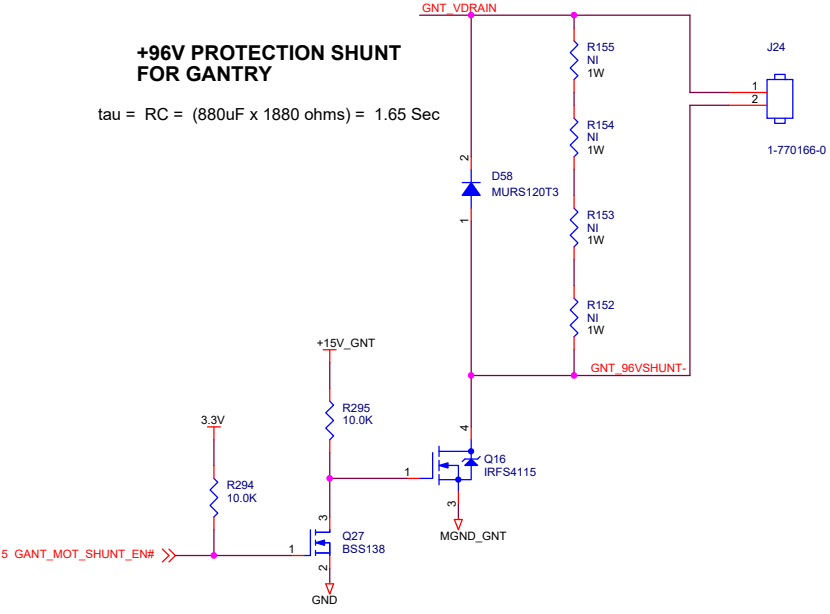 GNT_VDRAIN
+96V PROTECTION SHUNT
FOR GANTRY
tau = RC = (880uF x 1880 ohms) = 1.65 Sec
R155
NI
1W
J24
1
2
1-770166-0
R154
NI
1W
2
D58
MURS120T3
1
R153
NI
1W
R152
NI
1W
GNT_96VSHUNT-
+15V_GNT
R295
10.0K
3.3V
R294
10.0K
4
1
Q16
IRFS4115
3
MGND_GNT
5 GANT_MOT_SHUNT_EN#
3
1
Q27
BSS138
2
GND